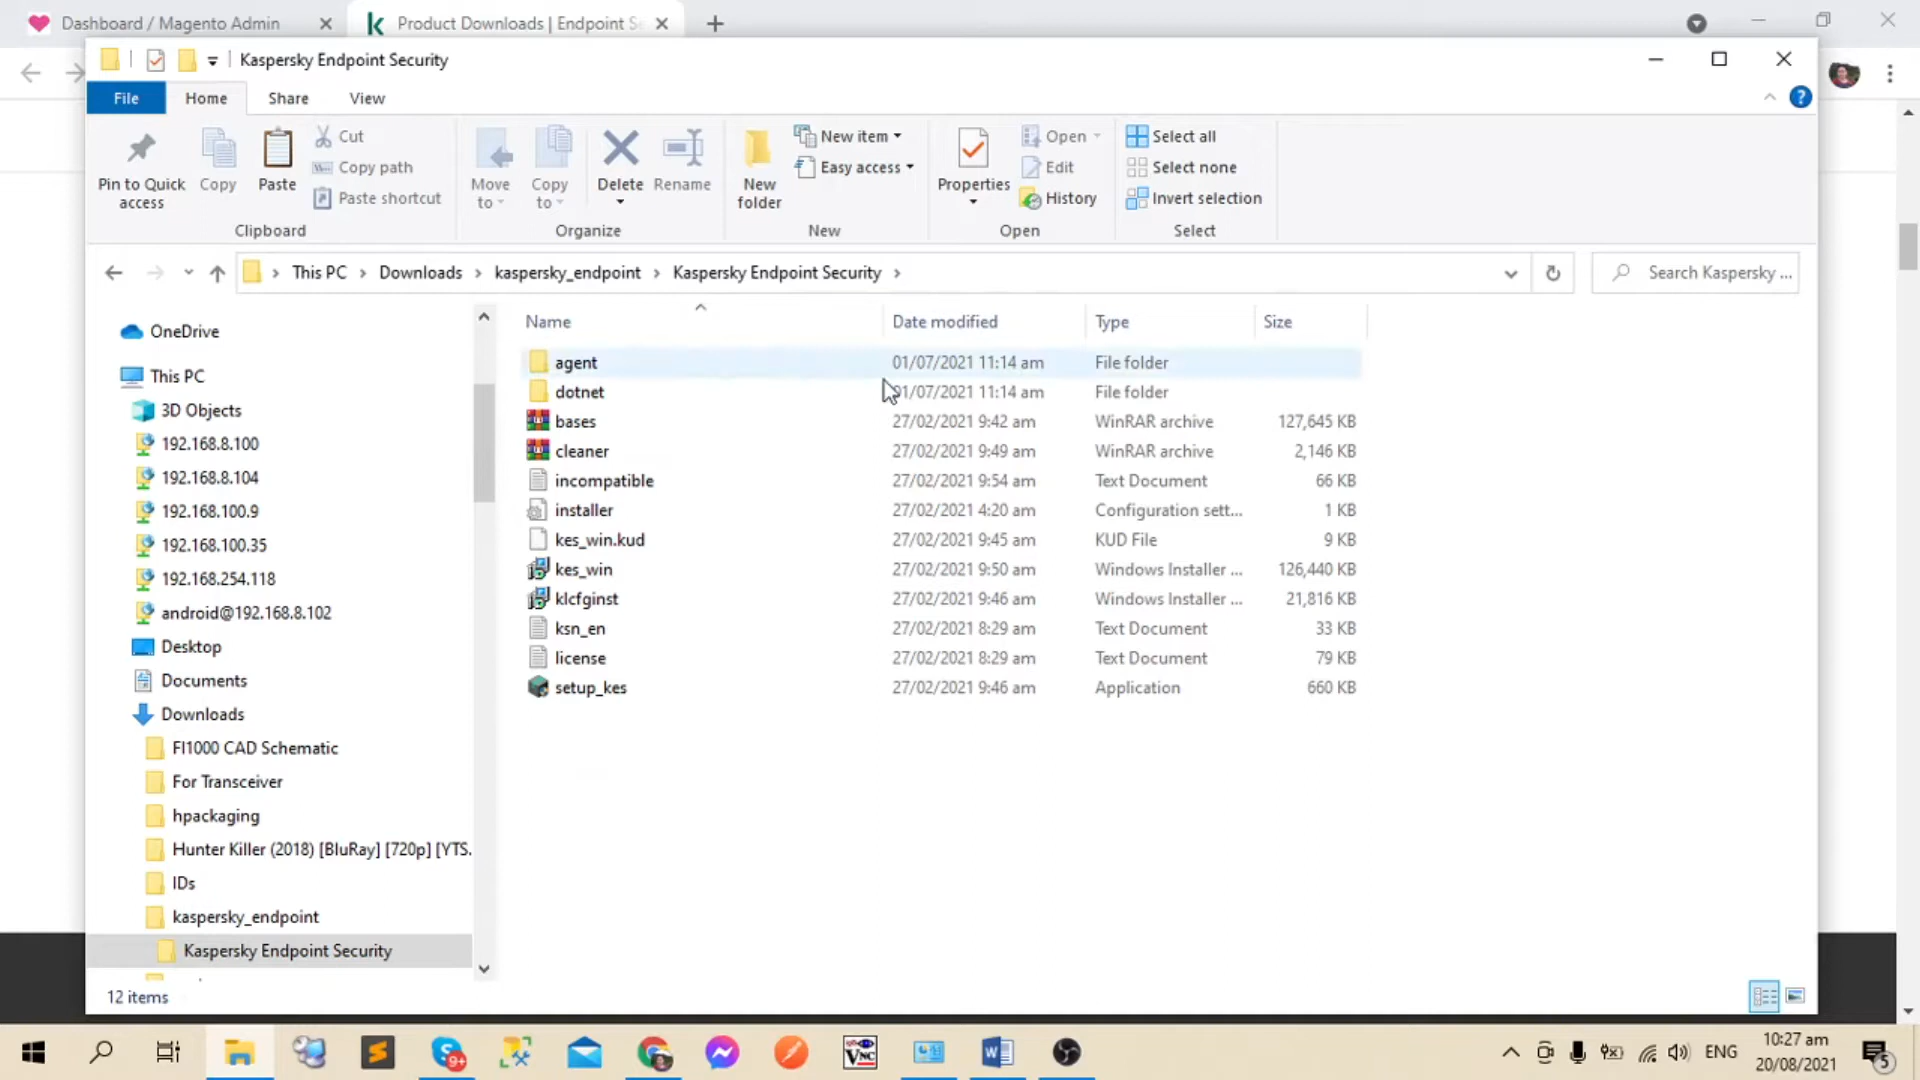 Dashboard / Magento Admin
Product Downloads | Endpoint Se
Kaspersky Endpoint Security
File Home Share View
Pin to Quick access
Copy
Paste
Cut
Copy path
Paste shortcut
Clipboard
Move to
Copy to
Delete
Rename
Organize
New folder
New item
Easy access
New
Properties
Open
Edit
History
Open
Select all
Select none
Invert selection
Select
This PC Downloads kaspersky_endpoint Kaspersky Endpoint Security
Search Kaspersky ...
OneDrive
This PC
3D Objects
192.168.8.100
192.168.8.104
192.168.100.9
192.168.100.35
192.168.254.118
android@192.168.8.102
Desktop
Documents
Downloads
FI1000 CAD Schematic
For Transceiver
hpackaging
Hunter Killer (2018) [BluRay] [720p] [YTS.
IDs
kaspersky_endpoint
Kaspersky Endpoint Security
Name Date modified Type Size
agent 01/07/2021 11:14 am File folder
dotnet 01/07/2021 11:14 am File folder
bases 27/02/2021 9:42 am WinRAR archive 127,645 KB
cleaner 27/02/2021 9:49 am WinRAR archive 2,146 KB
incompatible 27/02/2021 9:54 am Text Document 66 KB
installer 27/02/2021 4:20 am Configuration sett... 1 KB
kes_win.kud 27/02/2021 9:45 am KUD File 9 KB
kes_win 27/02/2021 9:50 am Windows Installer ... 126,440 KB
klcfginst 27/02/2021 9:46 am Windows Installer ... 21,816 KB
ksn_en 27/02/2021 8:29 am Text Document 33 KB
license 27/02/2021 8:29 am Text Document 79 KB
setup_kes 27/02/2021 9:46 am Application 660 KB
12 items
9+
VNC
ENG
10:27 am
20/08/2021
5